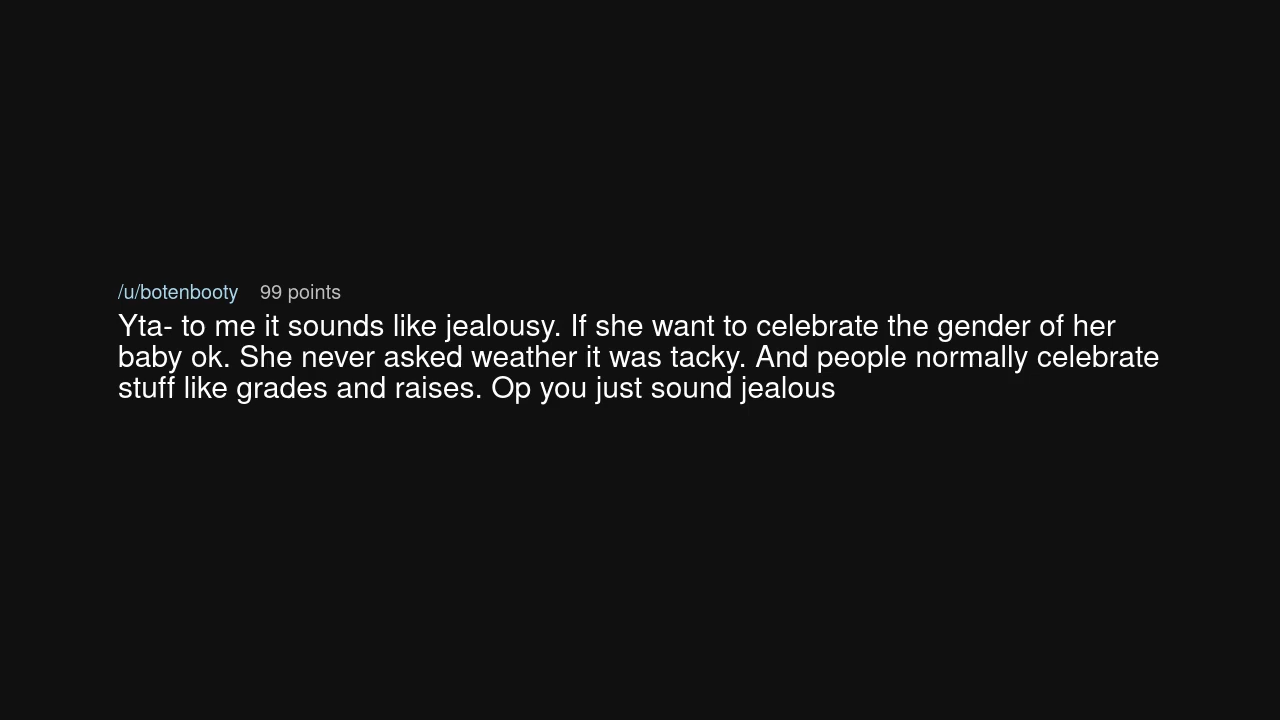 /u/botenbooty 99 points
Yta- to me it sounds like jealousy. If she want to celebrate the gender of her
baby ok. She never asked weather it was tacky. And people normally celebrate
stuff like grades and raises. Op you just sound jealous